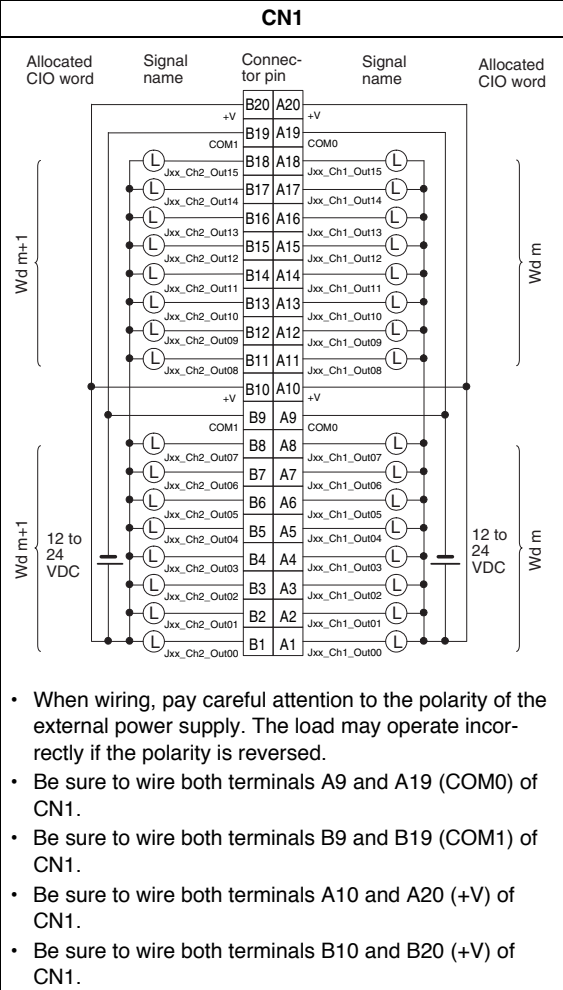 CN1
Allocated CIO word Signal name Connec-tor pin Signal name Allocated CIO word
+V B20 A20 +V
COM1 B19 A19 COM0
L Jxx_Ch2_Out15 B18 A18 Jxx_Ch1_Out15 L
L Jxx_Ch2_Out14 B17 A17 Jxx_Ch1_Out14 L
L Jxx_Ch2_Out13 B16 A16 Jxx_Ch1_Out13 L
L Jxx_Ch2_Out12 B15 A15 Jxx_Ch1_Out12 L
L Jxx_Ch2_Out11 B14 A14 Jxx_Ch1_Out11 L
L Jxx_Ch2_Out10 B13 A13 Jxx_Ch1_Out10 L
L Jxx_Ch2_Out09 B12 A12 Jxx_Ch1_Out09 L
L Jxx_Ch2_Out08 B11 A11 Jxx_Ch1_Out08 L
Wd m+1
Wd m
+V B10 A10 +V
COM1 B9 A9 COM0
L Jxx_Ch2_Out07 B8 A8 Jxx_Ch1_Out07 L
L Jxx_Ch2_Out06 B7 A7 Jxx_Ch1_Out06 L
L Jxx_Ch2_Out05 B6 A6 Jxx_Ch1_Out05 L
L Jxx_Ch2_Out04 B5 A5 Jxx_Ch1_Out04 L
L Jxx_Ch2_Out03 B4 A4 Jxx_Ch1_Out03 L
L Jxx_Ch2_Out02 B3 A3 Jxx_Ch1_Out02 L
L Jxx_Ch2_Out01 B2 A2 Jxx_Ch1_Out01 L
L Jxx_Ch2_Out00 B1 A1 Jxx_Ch1_Out00 L
Wd m+1
12 to 24 VDC
12 to 24 VDC
Wd m
• When wiring, pay careful attention to the polarity of the
external power supply. The load may operate incor-
rectly if the polarity is reversed.
• Be sure to wire both terminals A9 and A19 (COM0) of
CN1.
• Be sure to wire both terminals B9 and B19 (COM1) of
CN1.
• Be sure to wire both terminals A10 and A20 (+V) of
CN1.
• Be sure to wire both terminals B10 and B20 (+V) of
CN1.